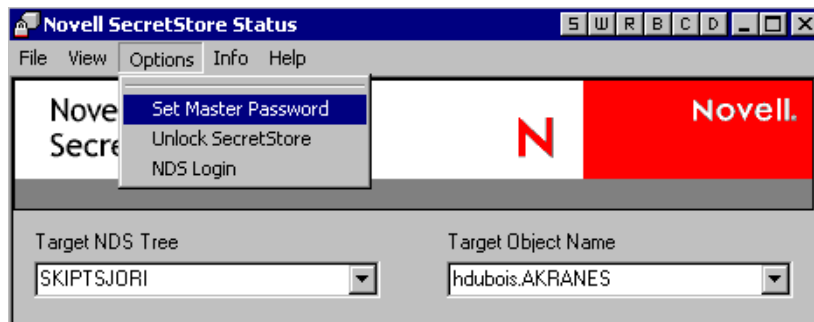 Novell SecretStore Status
S W R B C D
File View Options Info Help
Set Master Password
Unlock SecretStore
NDS Login
Nove
Secre
N
Novell.
Target NDS Tree
Target Object Name
SKIPTSJORI
hdubois.AKRANES